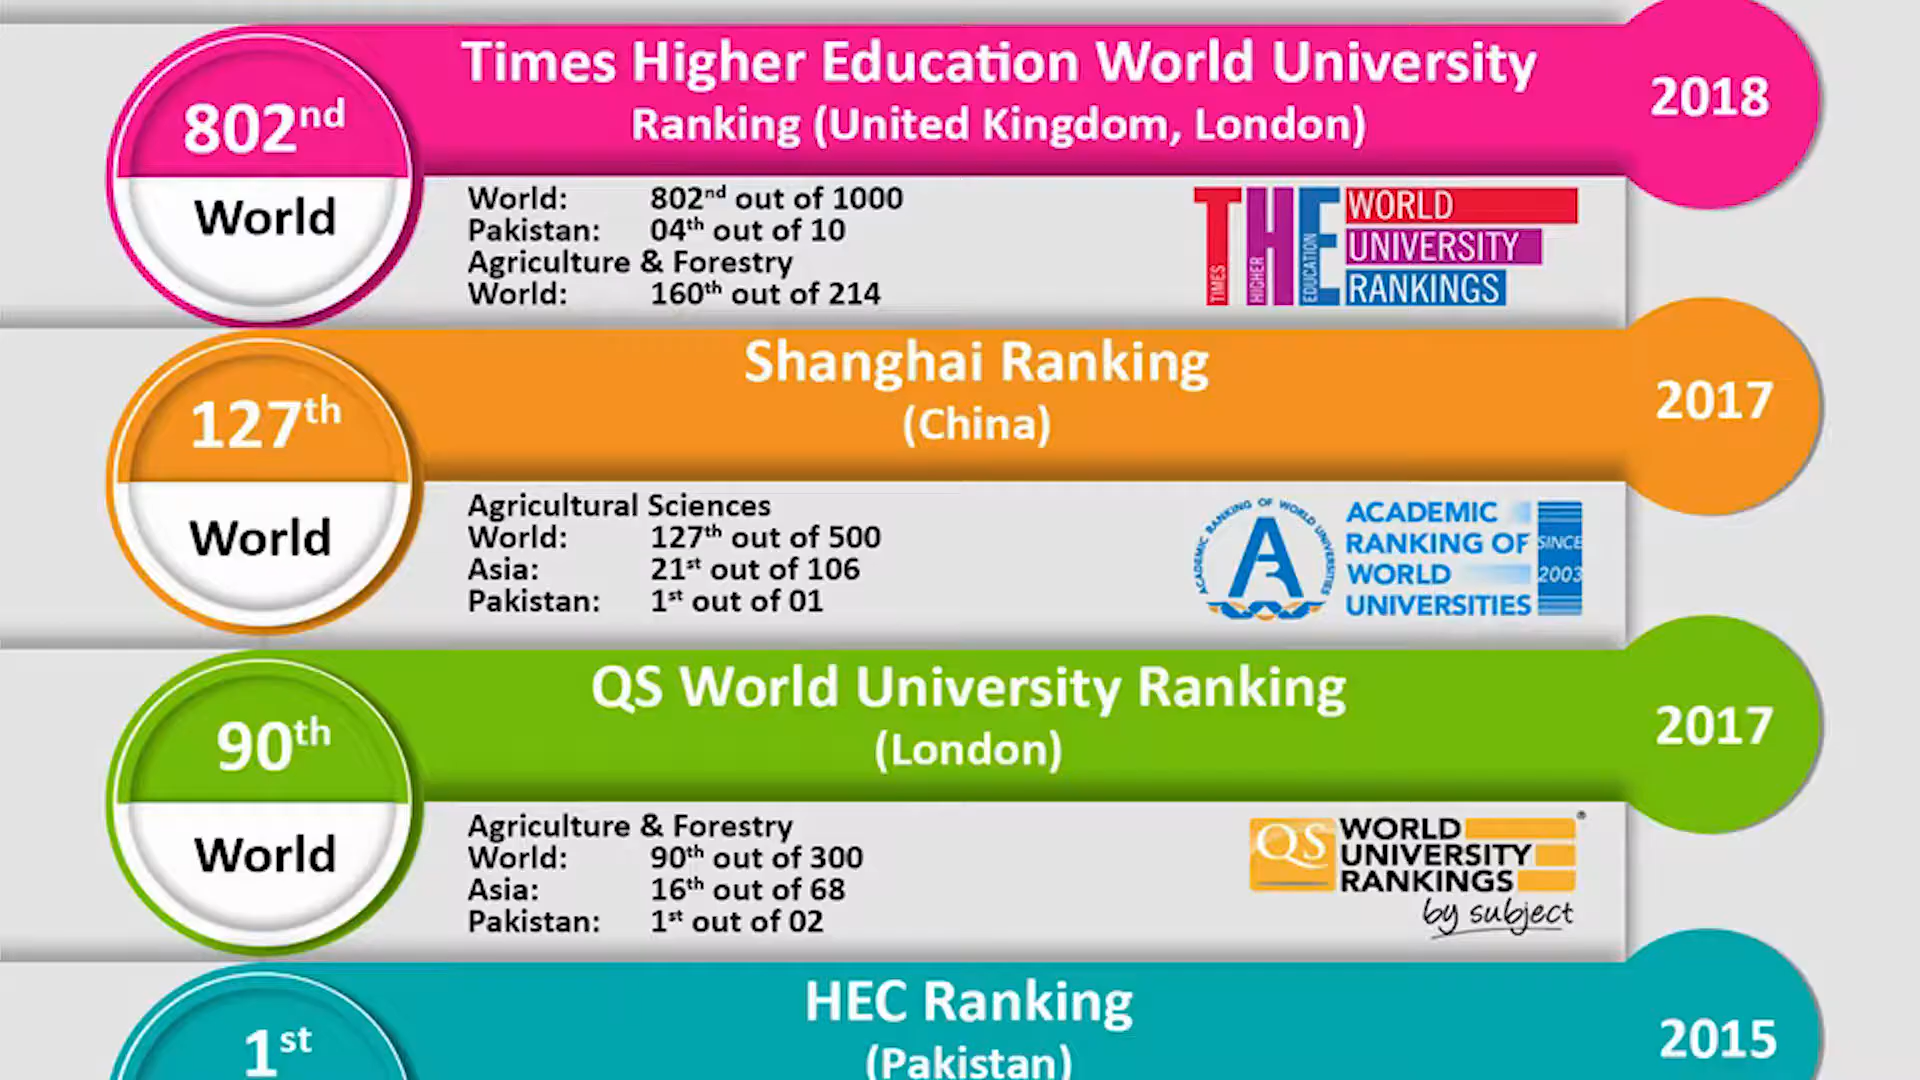 802nd
World
Times Higher Education World University
Ranking (United Kingdom, London)
2018
World: 802nd out of 1000
Pakistan: 04th out of 10
Agriculture & Forestry
World: 160th out of 214
TIMES HIGHER EDUCATION
THE
WORLD
UNIVERSITY
RANKINGS
127th
World
Shanghai Ranking
(China)
2017
Agricultural Sciences
World: 127th out of 500
Asia: 21st out of 106
Pakistan: 1st out of 01
ACADEMIC RANKING OF WORLD UNIVERSITIES
A
ACADEMIC
RANKING OF
WORLD
UNIVERSITIES
SINCE
2003
90th
World
QS World University Ranking
(London)
2017
Agriculture & Forestry
World: 90th out of 300
Asia: 16th out of 68
Pakistan: 1st out of 02
QS
WORLD
UNIVERSITY
RANKINGS
®
by subject
1st
HEC Ranking
(Pakistan)
2015